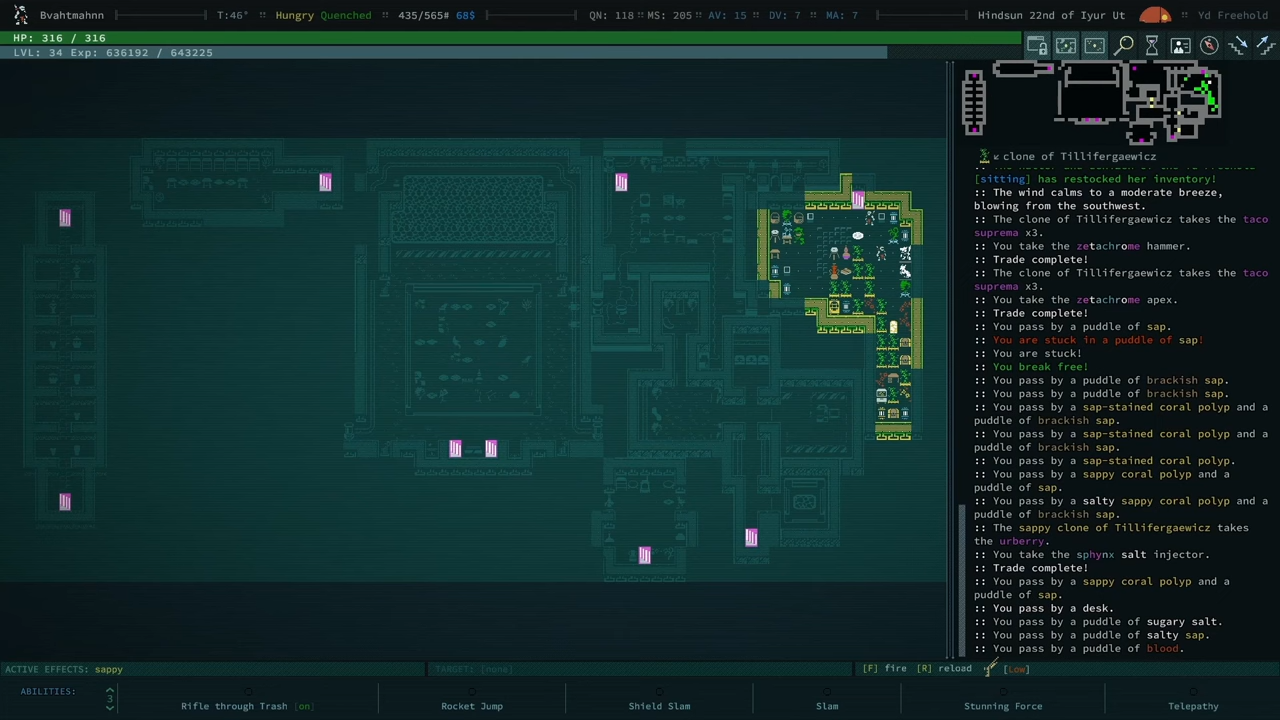 Bvahtmahnn T:46° :: Hungry Quenched :: 435/565# 68$ QN: 118 :: MS: 205 :: AV: 15 :: DV: 7 :: MA: 7 Hindsun 22nd of Iyur Ut :: Yd Freehold
HP: 316 / 316
LVL: 34 Exp: 636192 / 643225
clone of Tillifergaewicz
[sitting] has restocked her inventory!
:: The wind calms to a moderate breeze,
blowing from the southwest.
:: The clone of Tillifergaewicz takes the taco
suprema x3.
:: You take the zetachrome hammer.
:: Trade complete!
:: The clone of Tillifergaewicz takes the taco
suprema x3.
:: You take the zetachrome apex.
:: Trade complete!
:: You pass by a puddle of sap.
:: You are stuck in a puddle of sap!
:: You are stuck!
:: You break free!
:: You pass by a puddle of brackish sap.
:: You pass by a puddle of brackish sap.
:: You pass by a sap-stained coral polyp and a
puddle of brackish sap.
:: You pass by a sap-stained coral polyp and a
puddle of brackish sap.
:: You pass by a sap-stained coral polyp.
:: You pass by a sappy coral polyp and a
puddle of sap.
:: You pass by a salty sappy coral polyp and a
puddle of brackish sap.
:: The sappy clone of Tillifergaewicz takes
the urberry.
:: You take the sphynx salt injector.
:: Trade complete!
:: You pass by a sappy coral polyp and a
puddle of sap.
:: You pass by a desk.
:: You pass by a puddle of sugary salt.
:: You pass by a puddle of salty sap.
:: You pass by a puddle of blood.
ACTIVE EFFECTS: sappy TARGET: [none] [F] fire [R] reload [Low]
ABILITIES: 3 Rifle through Trash [on] Rocket Jump Shield Slam Slam Stunning Force Telepathy